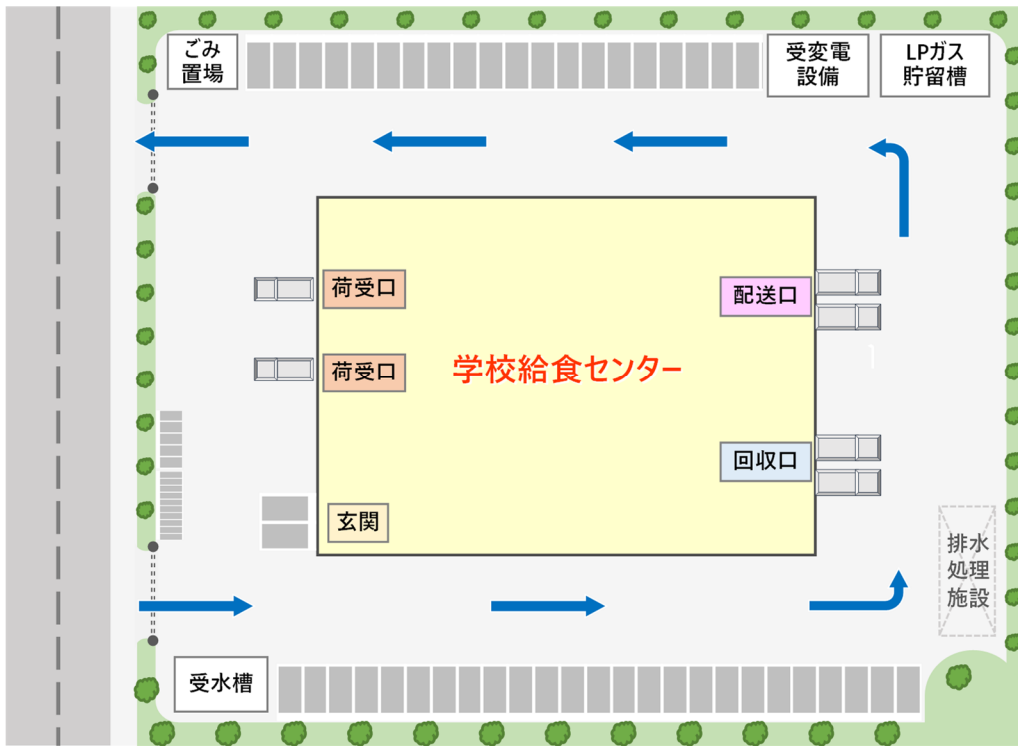 ごみ
置場
受変電
設備
LPガス
貯留槽
荷受口
配送口
荷受口
学校給食センター
回収口
玄関
排水
処理
施設
受水槽